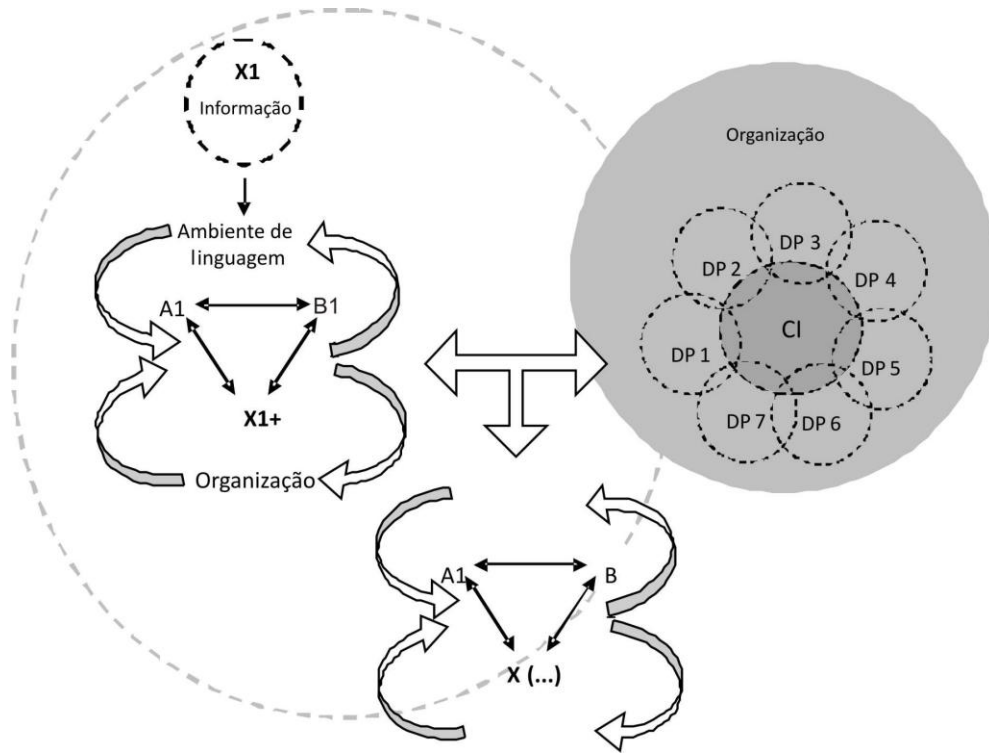 X1
Informação
Ambiente de
linguagem
A1
B1
X1+
Organização
Organização
DP 3
DP 2
DP 4
CI
DP 1
DP 5
DP 7
DP 6
A1
B
X (...)